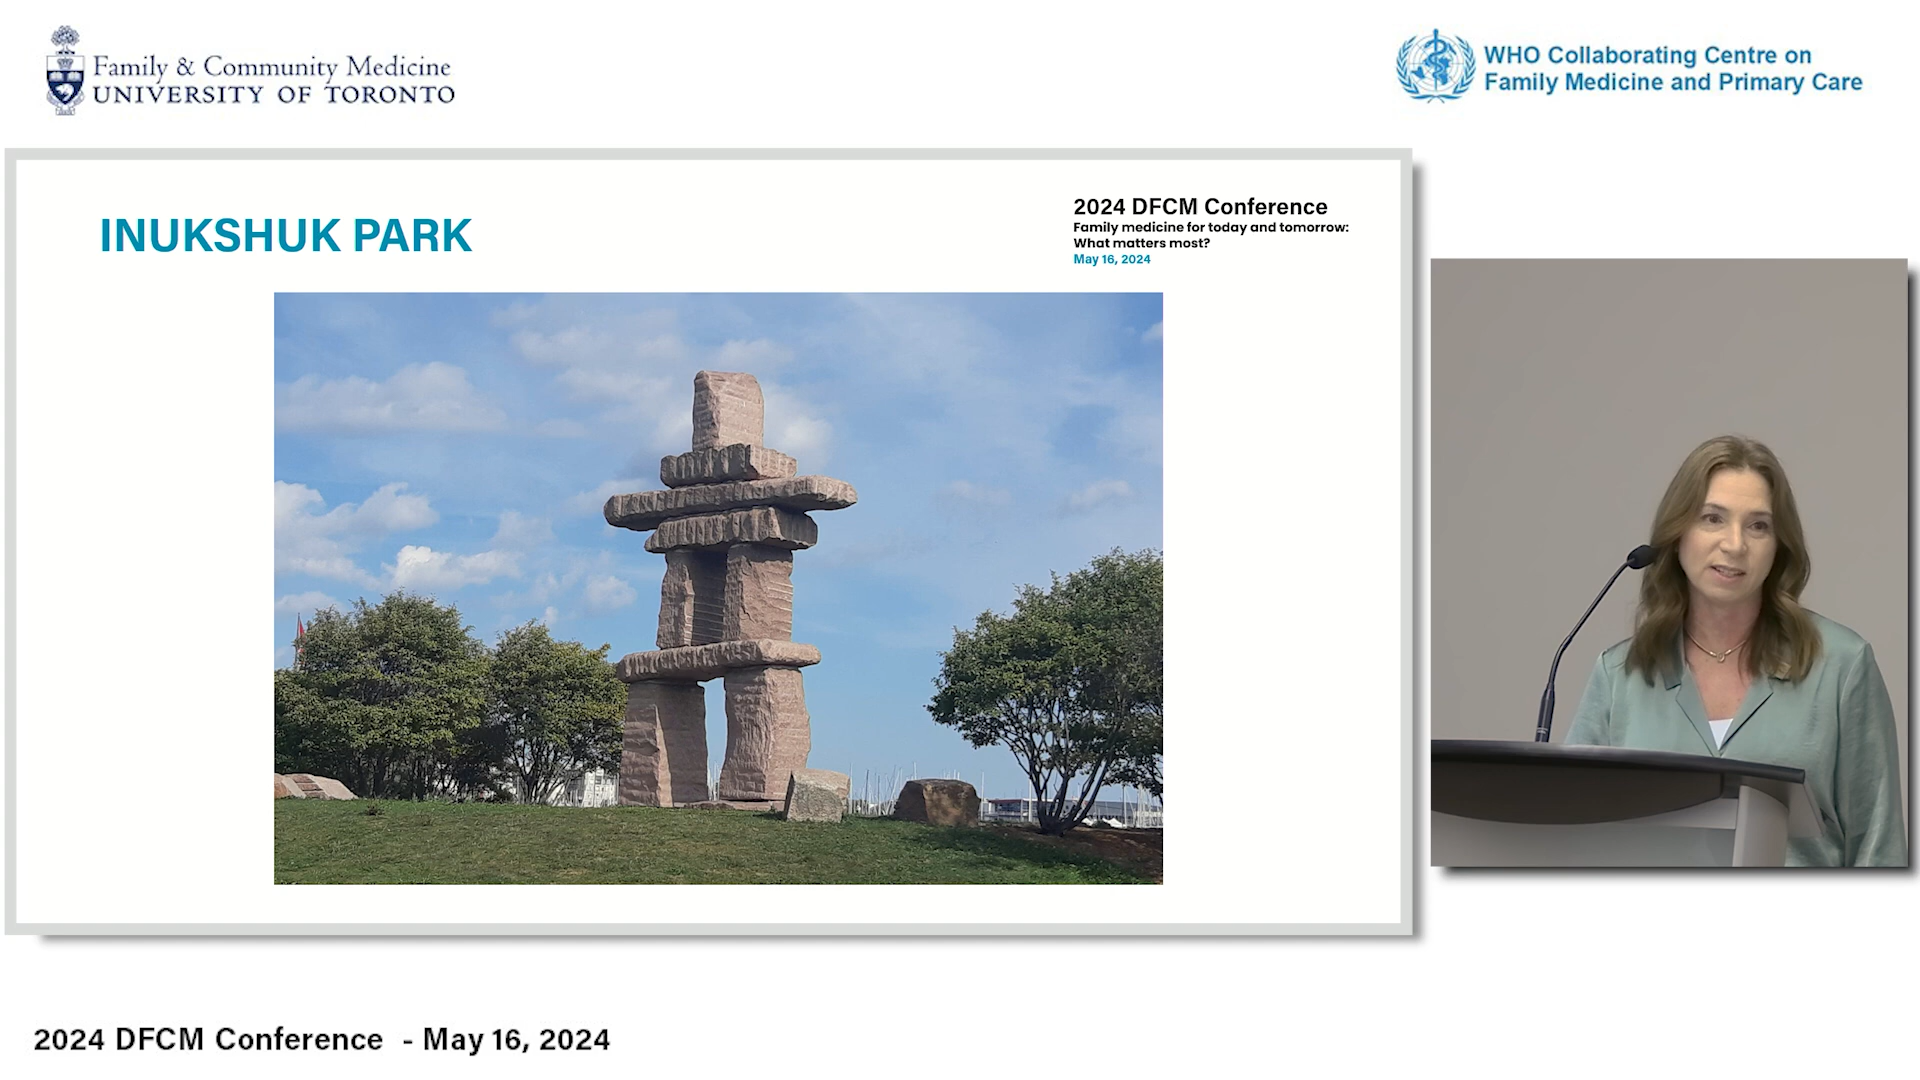 Family & Community Medicine
UNIVERSITY OF TORONTO
WHO Collaborating Centre on
Family Medicine and Primary Care
INUKSHUK PARK
2024 DFCM Conference
Family medicine for today and tomorrow:
What matters most?
May 16, 2024
2024 DFCM Conference - May 16, 2024